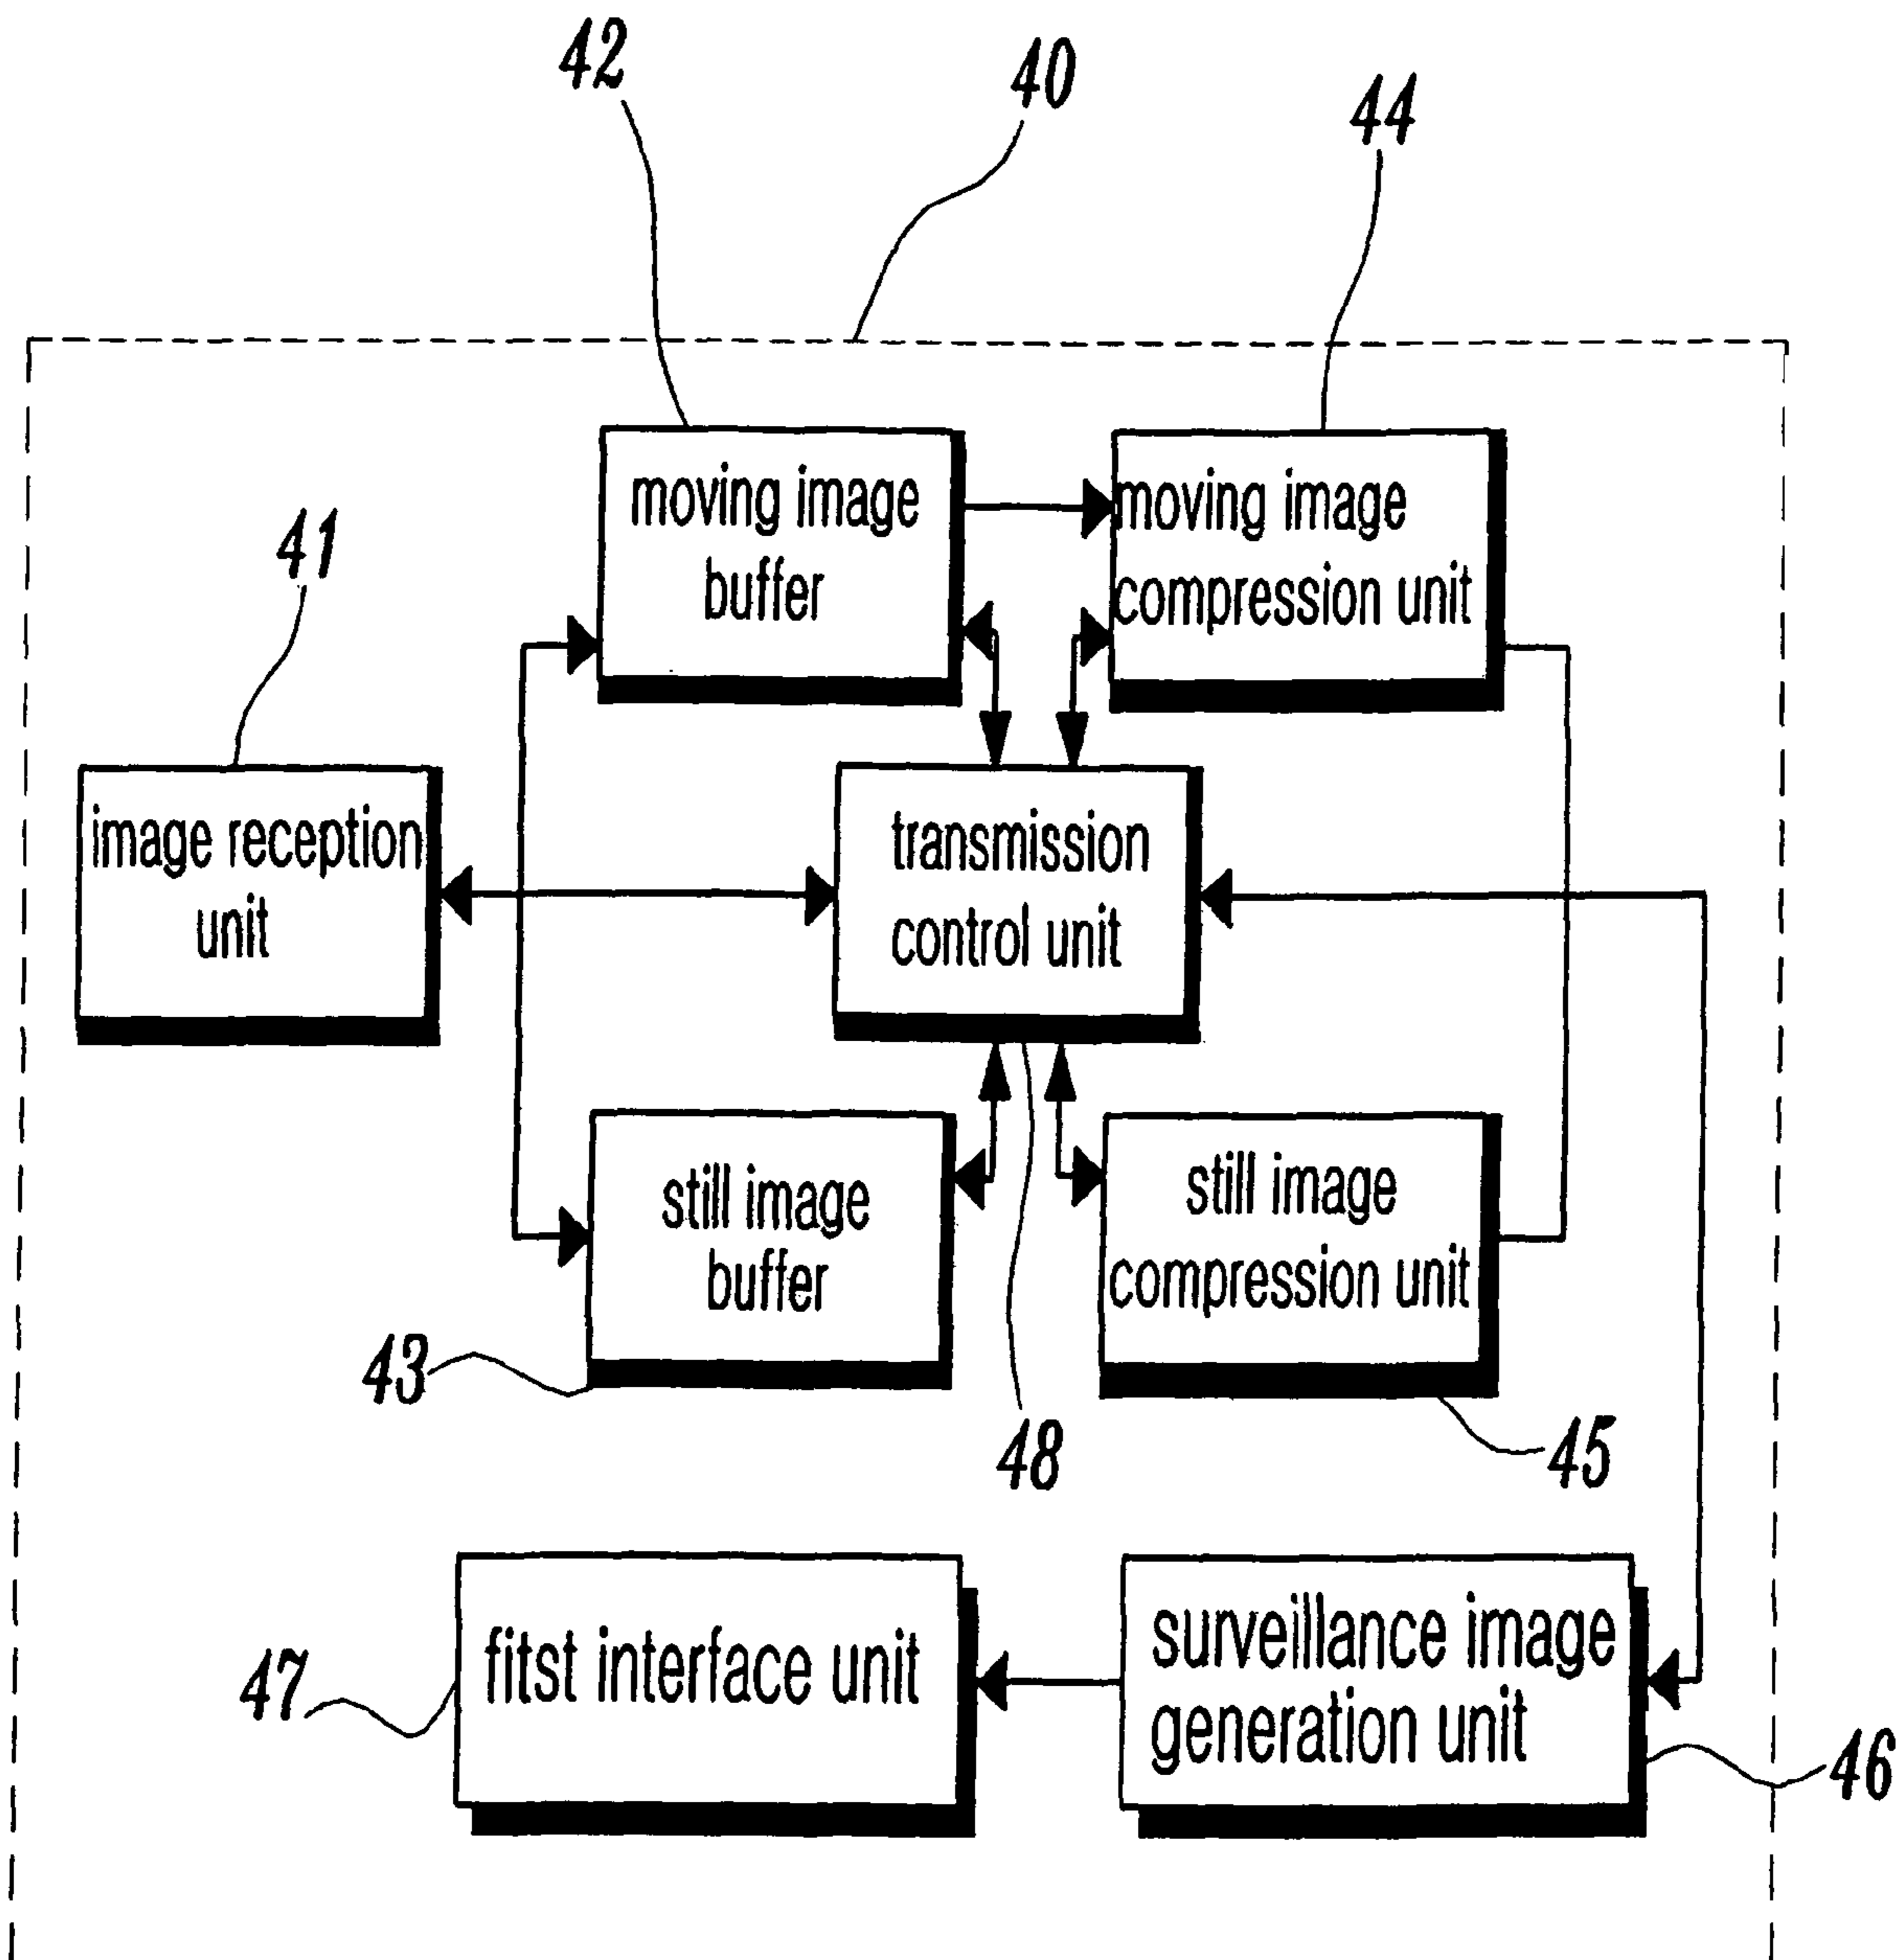 42
40
44
moving image
buffer
moving image
compression unit
41
image reception
unit
transmission
control unit
still image
buffer
still image
compression unit
43
48
45
fitst interface unit
surveillance image
generation unit
47
46